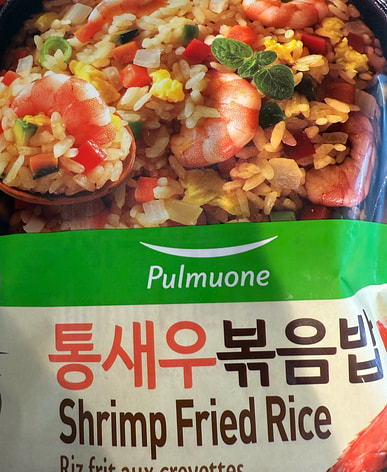 Pulmuone
통새우볶음밥
Shrimp Fried Rice
Riz frit aux crevettes